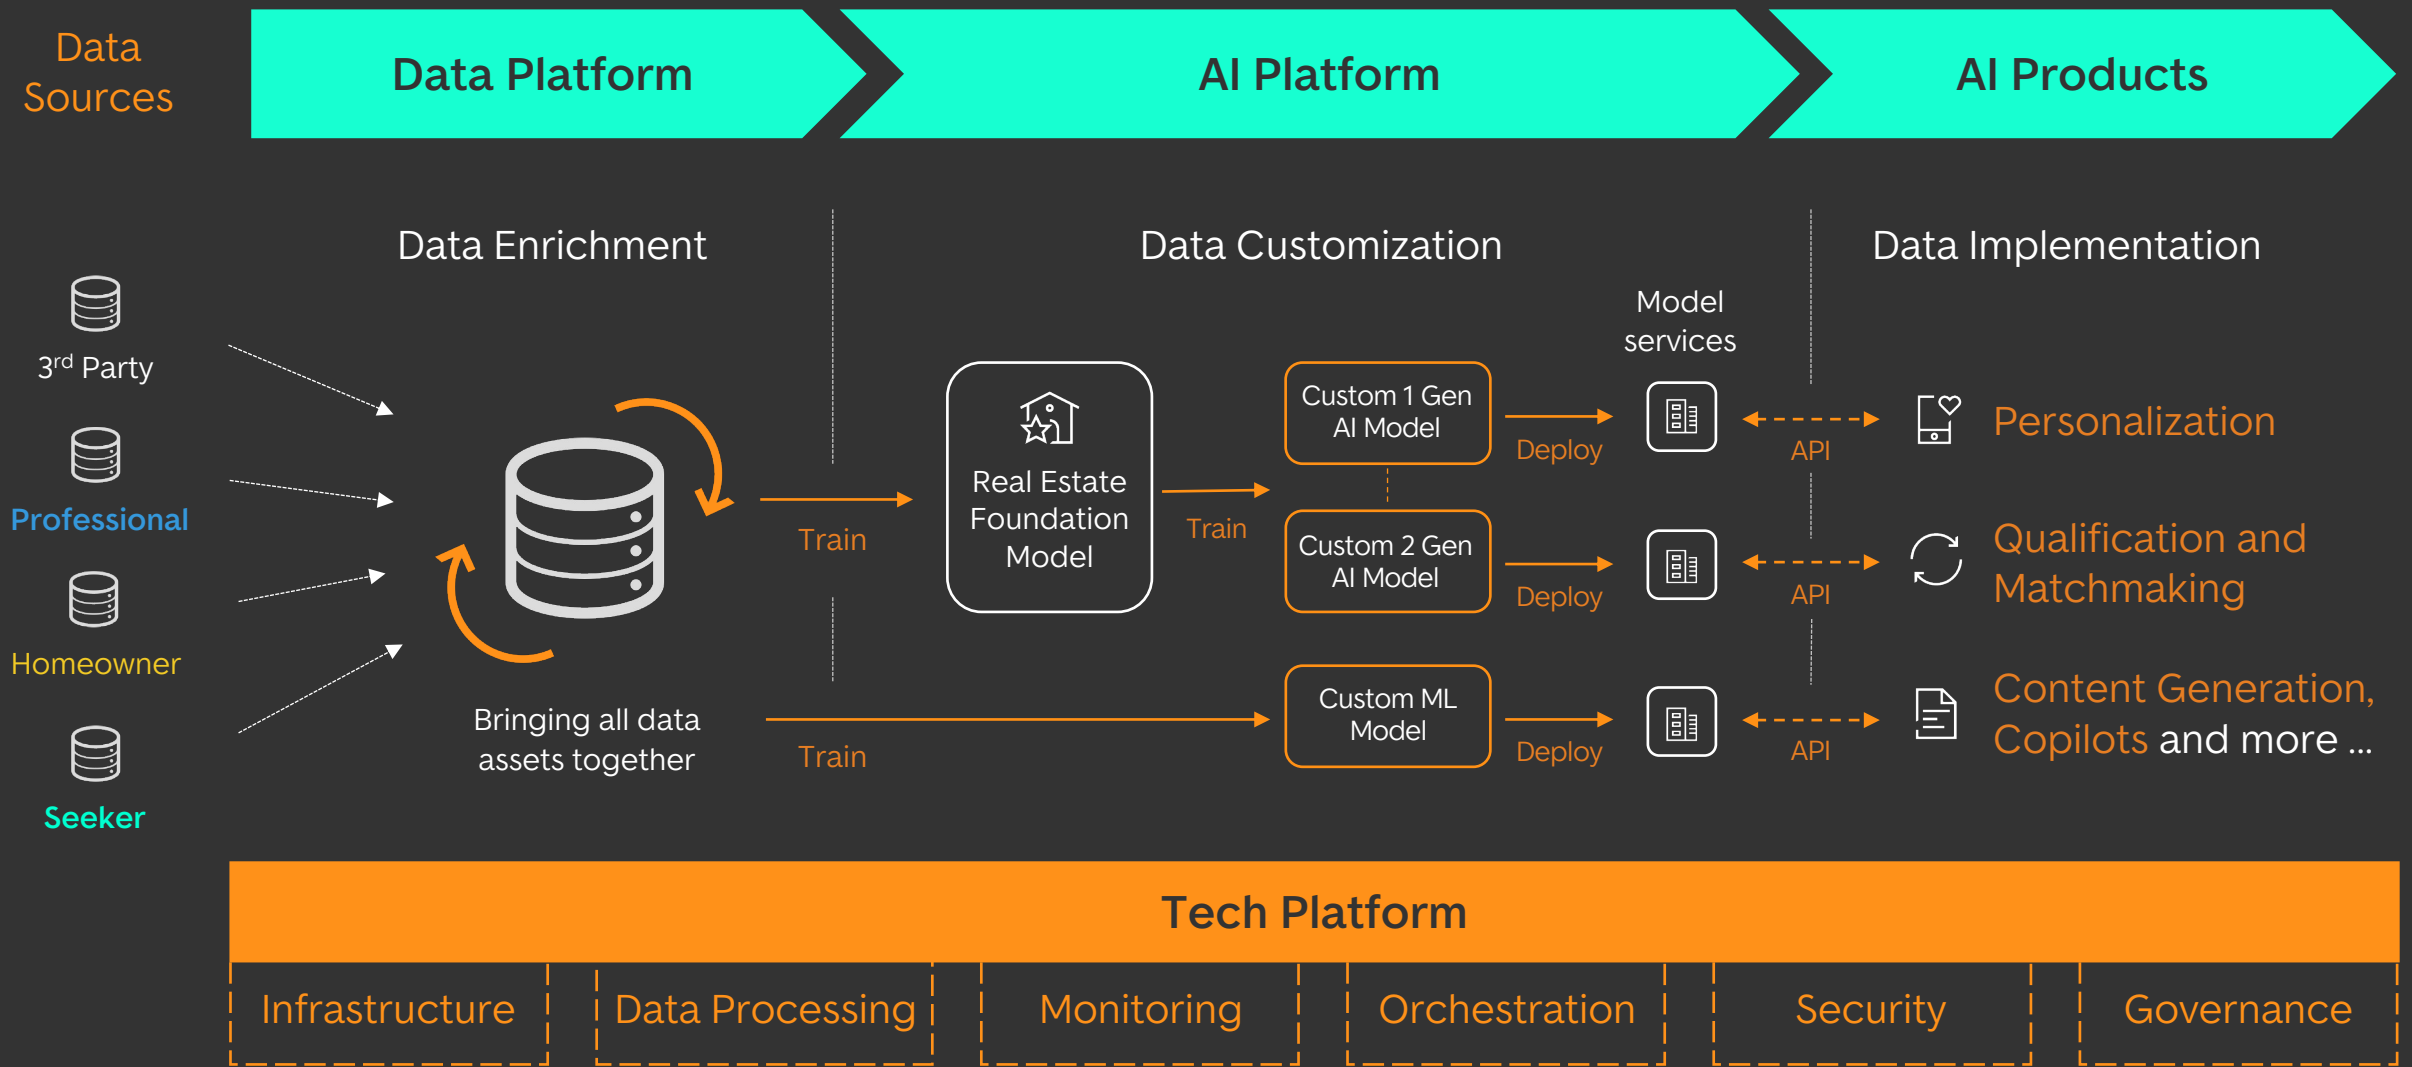 Data
Sources
Data Platform
AI Platform
AI Products
Data Enrichment
Data Customization
Data Implementation
3rd Party
Professional
Homeowner
Seeker
Bringing all data
assets together
Train
Train
Real Estate
Foundation
Model
Train
Custom 1 Gen
AI Model
Custom 2 Gen
AI Model
Custom ML
Model
Deploy
Deploy
Deploy
Model
services
API
API
API
Personalization
Qualification and
Matchmaking
Content Generation,
Copilots and more ...
Tech Platform
Infrastructure
Data Processing
Monitoring
Orchestration
Security
Governance